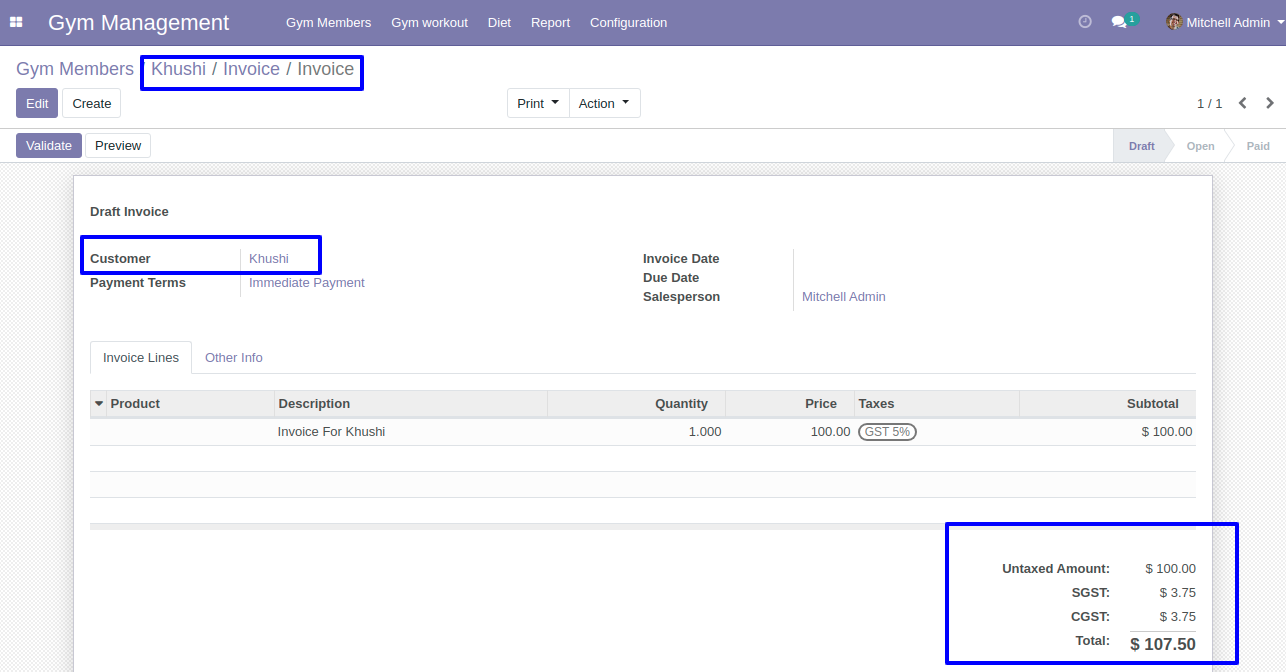 Gym Management Gym Members Gym workout Diet Report Configuration 1 Mitchell Admin
Gym Members / Khushi / Invoice / Invoice
Edit Create Print Action 1 / 1
Validate Preview Draft Open Paid
Draft Invoice
Customer Khushi Invoice Date
Payment Terms Immediate Payment Due Date
Salesperson Mitchell Admin
Invoice Lines Other Info
Product Description Quantity Price Taxes Subtotal
Invoice For Khushi 1.000 100.00 GST 5% $ 100.00
Untaxed Amount: $ 100.00
SGST: $ 3.75
CGST: $ 3.75
Total: $ 107.50